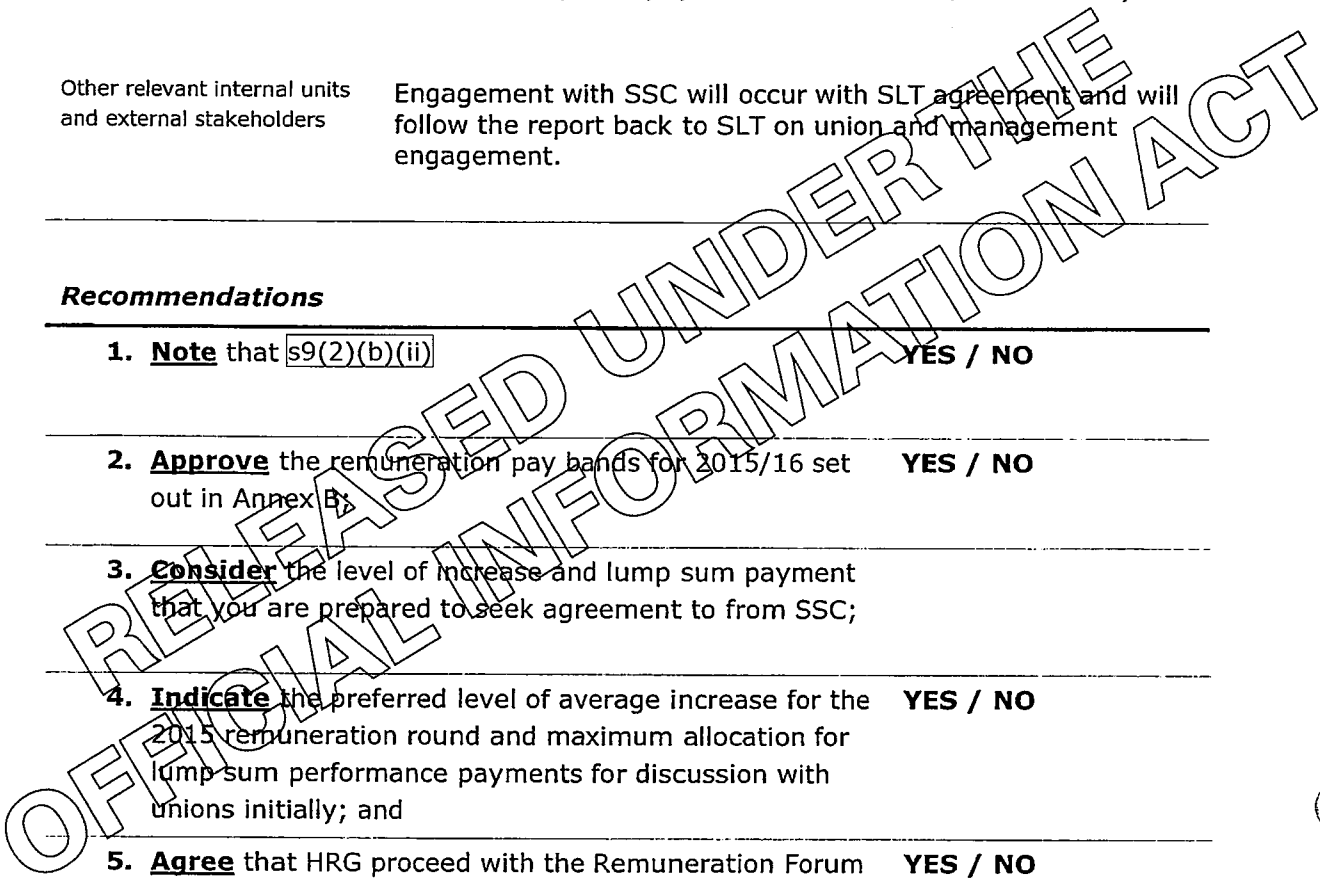 Other relevant internal units
and external stakeholders
Engagement with SSC will occur with SLT agreement and will
follow the report back to SLT on union and management
engagement.
Recommendations
1. Note that s9(2)(b)(ii) YES / NO
2. Approve the remuneration pay bands for 2015/16 set YES / NO
out in Annex B;
3. Consider the level of increase and lump sum payment
that you are prepared to seek agreement to from SSC;
4. Indicate the preferred level of average increase for the YES / NO
2015 remuneration round and maximum allocation for
lump sum performance payments for discussion with
unions initially; and
5. Agree that HRG proceed with the Remuneration Forum YES / NO
RELEASED UNDER THE
OFFICIAL INFORMATION ACT